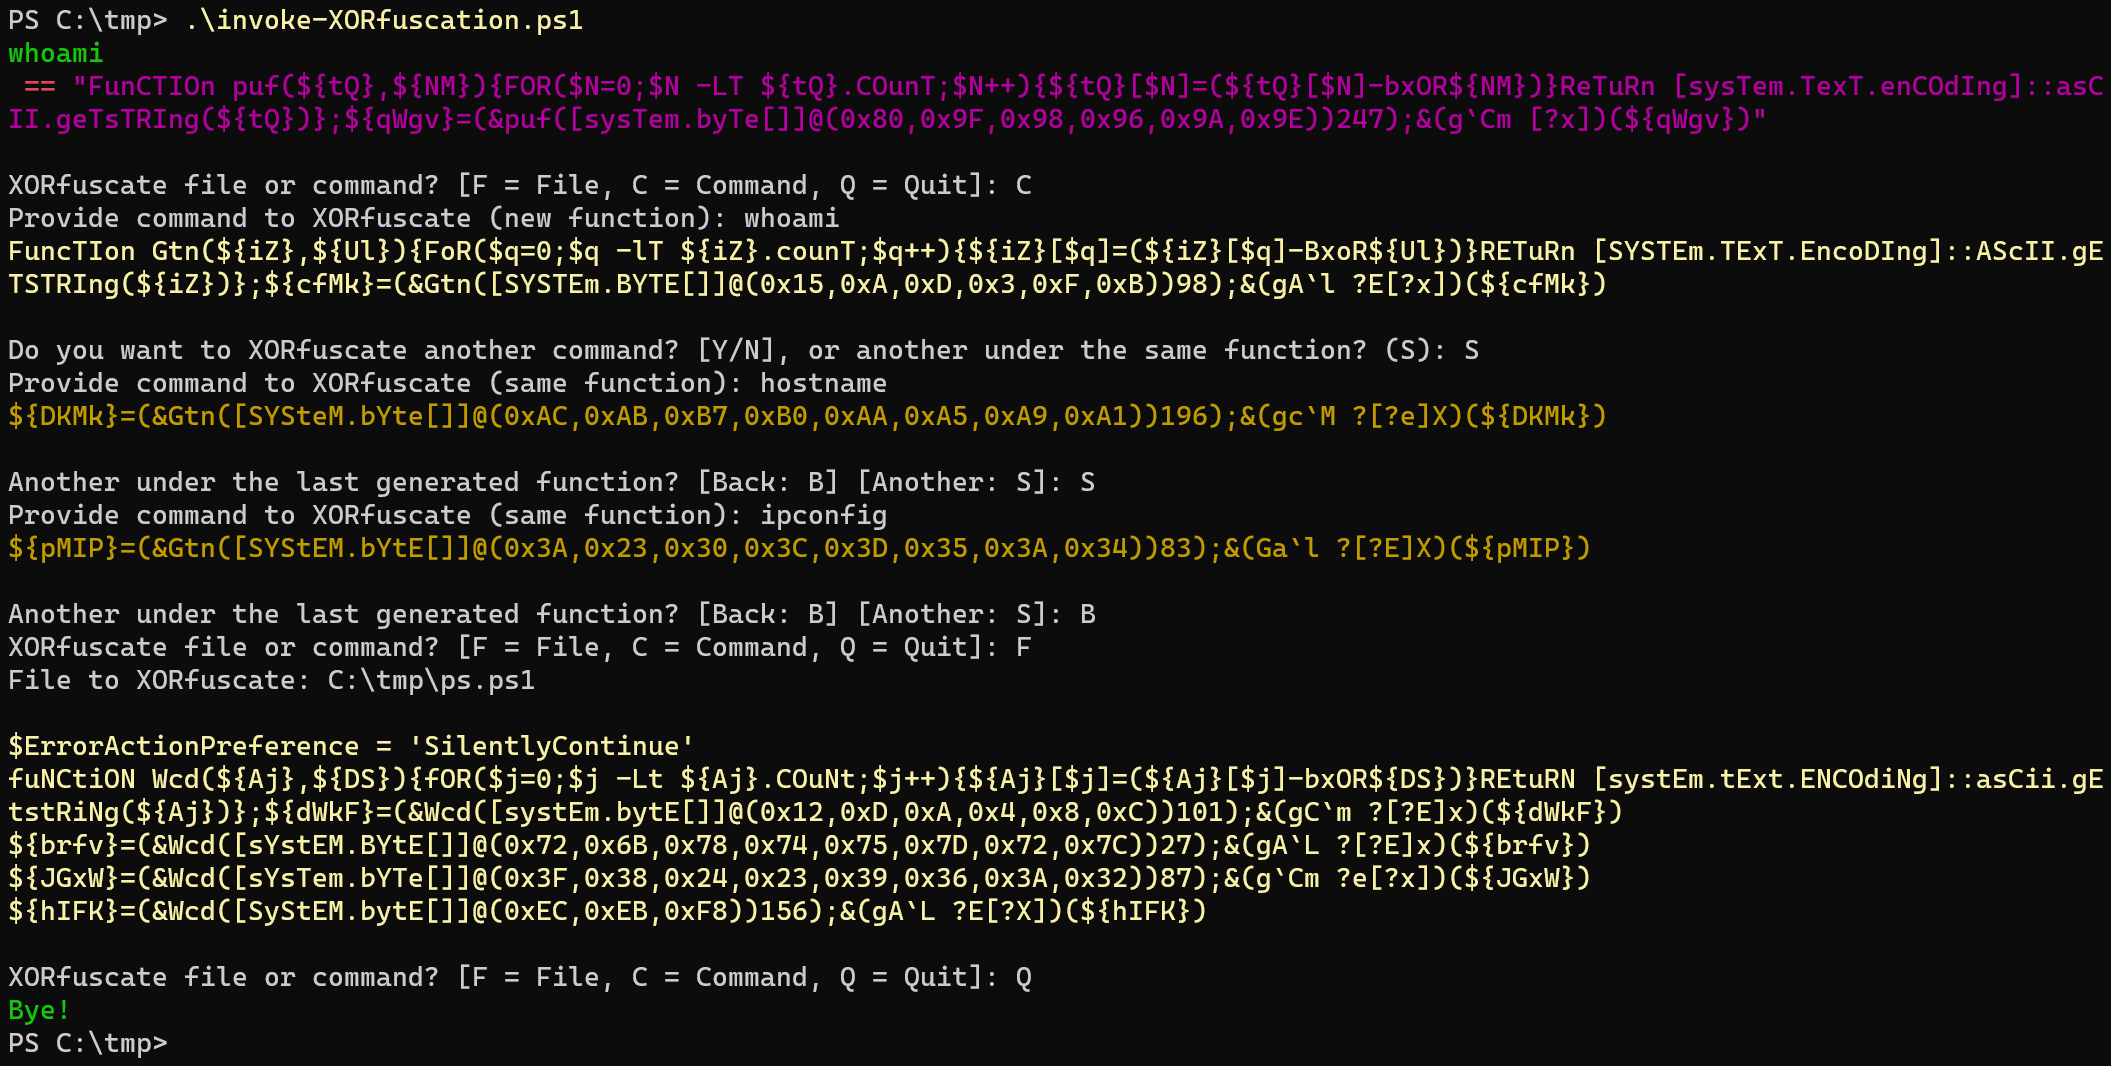 PS C:\tmp> .\invoke-XORfuscation.ps1
whoami
 == "FunCTIOn puf(${tQ},${NM}){FOR($N=0;$N -LT ${tQ}.COunT;$N++){${tQ}[$N]=(${tQ}[$N]-bxOR${NM})}ReTuRn [sysTem.TexT.enCOdIng]::asC
II.geTsTRIng(${tQ})};${qWgv}=(&puf([sysTem.byTe[]]@(0x80,0x9F,0x98,0x96,0x9A,0x9E))247);&(g`Cm [?x])(${qWgv})"
XORfuscate file or command? [F = File, C = Command, Q = Quit]: C
Provide command to XORfuscate (new function): whoami
FuncTIon Gtn(${iZ},${Ul}){FoR($q=0;$q -lT ${iZ}.counT;$q++){${iZ}[$q]=(${iZ}[$q]-BxoR${Ul})}RETuRn [SYSTEm.TExT.EncoDIng]::AScII.gE
TSTRIng(${iZ})};${cfMk}=(&Gtn([SYSTEm.BYTE[]]@(0x15,0xA,0xD,0x3,0xF,0xB))98);&(gA`l ?E[?x])(${cfMk})
Do you want to XORfuscate another command? [Y/N], or another under the same function? (S): S
Provide command to XORfuscate (same function): hostname
${DKMk}=(&Gtn([SYSteM.bYte[]]@(0xAC,0xAB,0xB7,0xB0,0xAA,0xA5,0xA9,0xA1))196);&(gc`M ?[?e]X)(${DKMk})
Another under the last generated function? [Back: B] [Another: S]: S
Provide command to XORfuscate (same function): ipconfig
${pMIP}=(&Gtn([SYStEM.bYtE[]]@(0x3A,0x23,0x30,0x3C,0x3D,0x35,0x3A,0x34))83);&(Ga`l ?[?E]X)(${pMIP})
Another under the last generated function? [Back: B] [Another: S]: B
XORfuscate file or command? [F = File, C = Command, Q = Quit]: F
File to XORfuscate: C:\tmp\ps.ps1
$ErrorActionPreference = 'SilentlyContinue'
fuNCtiON Wcd(${Aj},${DS}){fOR($j=0;$j -Lt ${Aj}.COuNt;$j++){${Aj}[$j]=(${Aj}[$j]-bxOR${DS})}REtuRN [systEm.tExt.ENCOdiNg]::asCii.gE
tstRiNg(${Aj})};${dWkF}=(&Wcd([systEm.bytE[]]@(0x12,0xD,0xA,0x4,0x8,0xC))101);&(gC`m ?[?E]x)(${dWkF})
${brfv}=(&Wcd([sYstEM.BYtE[]]@(0x72,0x6B,0x78,0x74,0x75,0x7D,0x72,0x7C))27);&(gA`L ?[?E]x)(${brfv})
${JGxW}=(&Wcd([sYsTem.bYTe[]]@(0x3F,0x38,0x24,0x23,0x39,0x36,0x3A,0x32))87);&(g`Cm ?e[?x])(${JGxW})
${hIFK}=(&Wcd([SyStEM.bytE[]]@(0xEC,0xEB,0xF8))156);&(gA`L ?E[?X])(${hIFK})
XORfuscate file or command? [F = File, C = Command, Q = Quit]: Q
Bye!
PS C:\tmp>